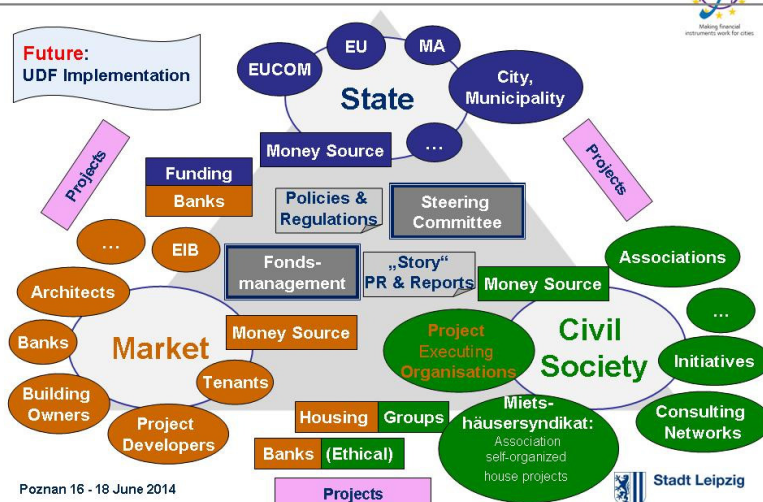 Making financial
instruments work for cities
Future:
UDF Implementation
EUCOM
EU
MA
City,
Municipality
State
Money Source
...
Projects
Projects
Funding
Banks
Policies &
Regulations
Steering
Committee
...
EIB
Fonds-
management
„Story“
PR & Reports
Associations
Money Source
Architects
...
Banks
Market
Money Source
Project
Executing
Organisations
Civil
Society
Initiatives
Tenants
Building
Owners
Project
Developers
Housing Groups
Banks (Ethical)
Miets-
häusersyndikat:
Association
self-organized
house projects
Consulting
Networks
Poznan 16 - 18 June 2014
Projects
Stadt Leipzig